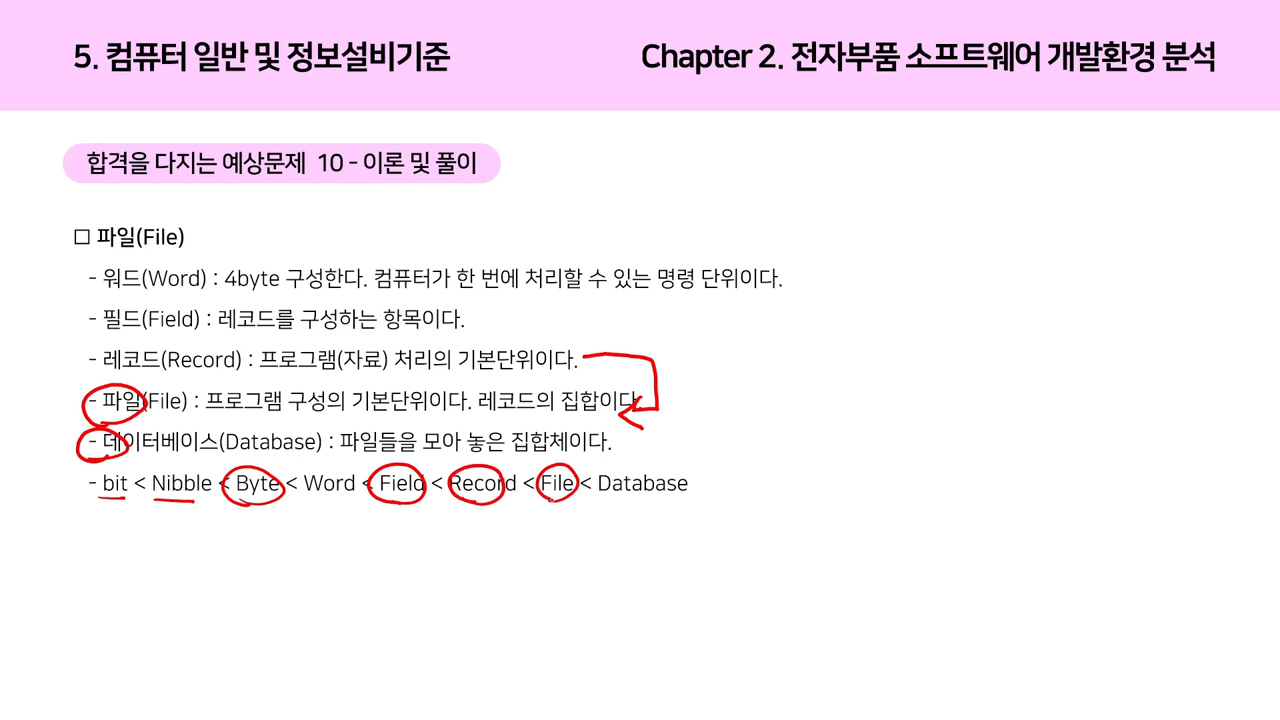 5. 컴퓨터 일반 및 정보설비기준
Chapter 2. 전자부품 소프트웨어 개발환경 분석
합격을 다지는 예상문제 10 - 이론 및 풀이
□ 파일(File)
- 워드(Word) : 4byte 구성한다. 컴퓨터가 한 번에 처리할 수 있는 명령 단위이다.
- 필드(Field) : 레코드를 구성하는 항목이다.
- 레코드(Record) : 프로그램(자료) 처리의 기본단위이다.
- 파일(File) : 프로그램 구성의 기본단위이다. 레코드의 집합이다.
- 데이터베이스(Database) : 파일들을 모아 놓은 집합체이다.
- bit < Nibble < Byte < Word < Field < Record < File < Database